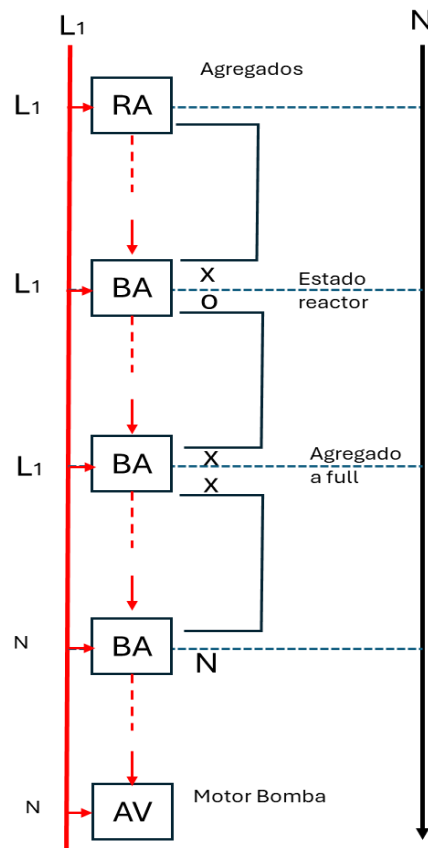 L1
N
Agregados
L1
RA
X
L1
BA
Estado
reactor
O
L1
BA
X
Agregado
a full
X
N
BA
N
N
AV
Motor Bomba